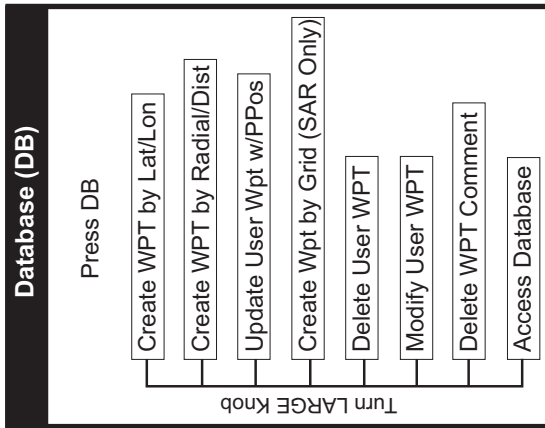 Database (DB)
Press DB
Turn LARGE Knob
Create WPT by Lat/Lon
Create WPT by Radial/Dist
Update User Wpt w/PPos
Create Wpt by Grid (SAR Only)
Delete User WPT
Modify User WPT
Delete WPT Comment
Access Database